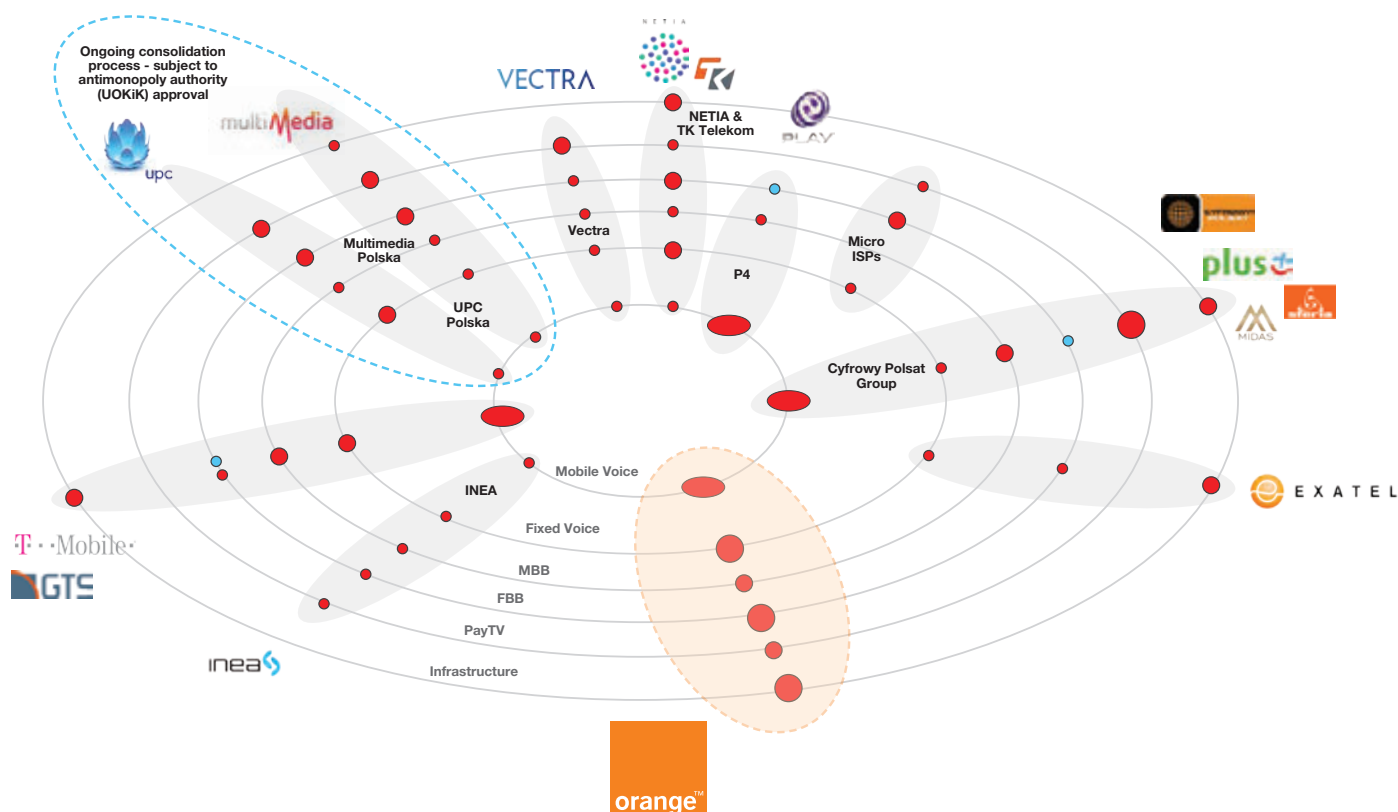 Ongoing consolidation
process - subject to
antimonopoly authority
(UOKiK) approval
NETIA
VECTRA
TK
NETIA &
TK Telekom
PLAY
multiMedia
upc
Multimedia
Polska
Vectra
Micro
ISPs
P4
UPC
Polska
plus
MIDAS
Cyfrowy Polsat
Group
Mobile Voice
INEA
EXATEL
Fixed Voice
T··Mobile·
MBB
GTS
FBB
PayTV
inea
Infrastructure
orange™